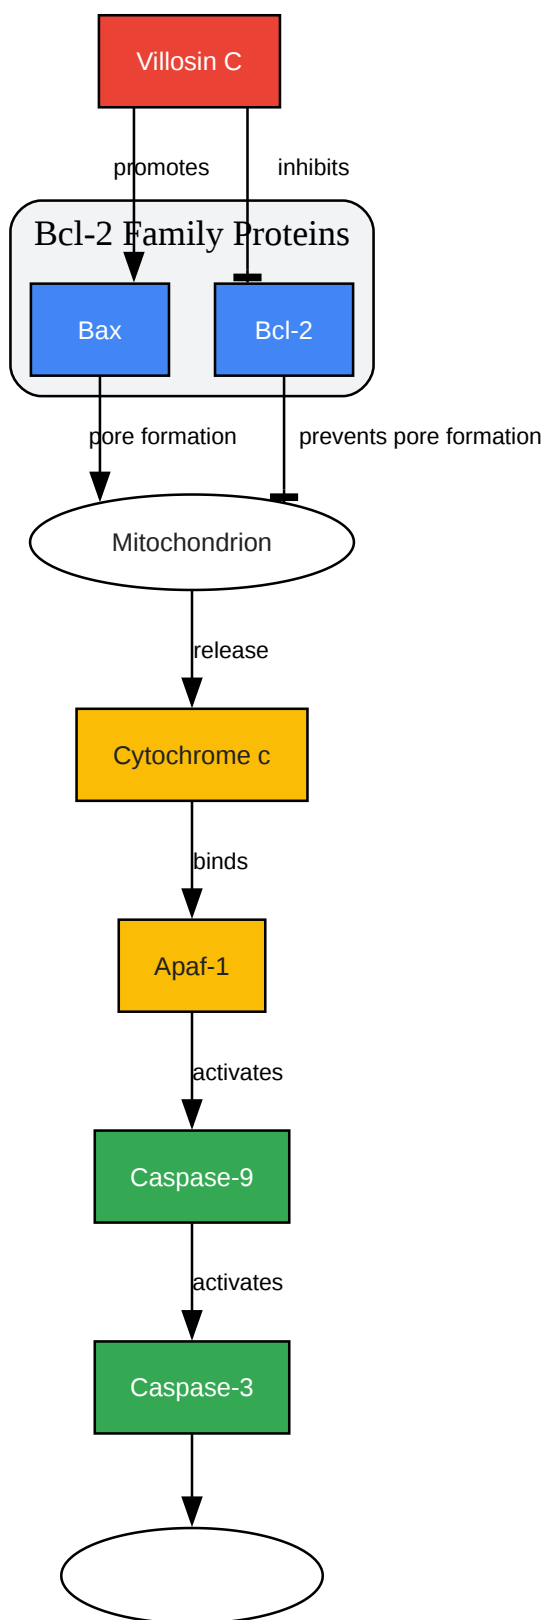 Villosin C
promotes
inhibits
Bcl-2 Family Proteins
Bax
Bcl-2
pore formation
prevents pore formation
Mitochondrion
release
Cytochrome c
binds
Apaf-1
activates
Caspase-9
activates
Caspase-3